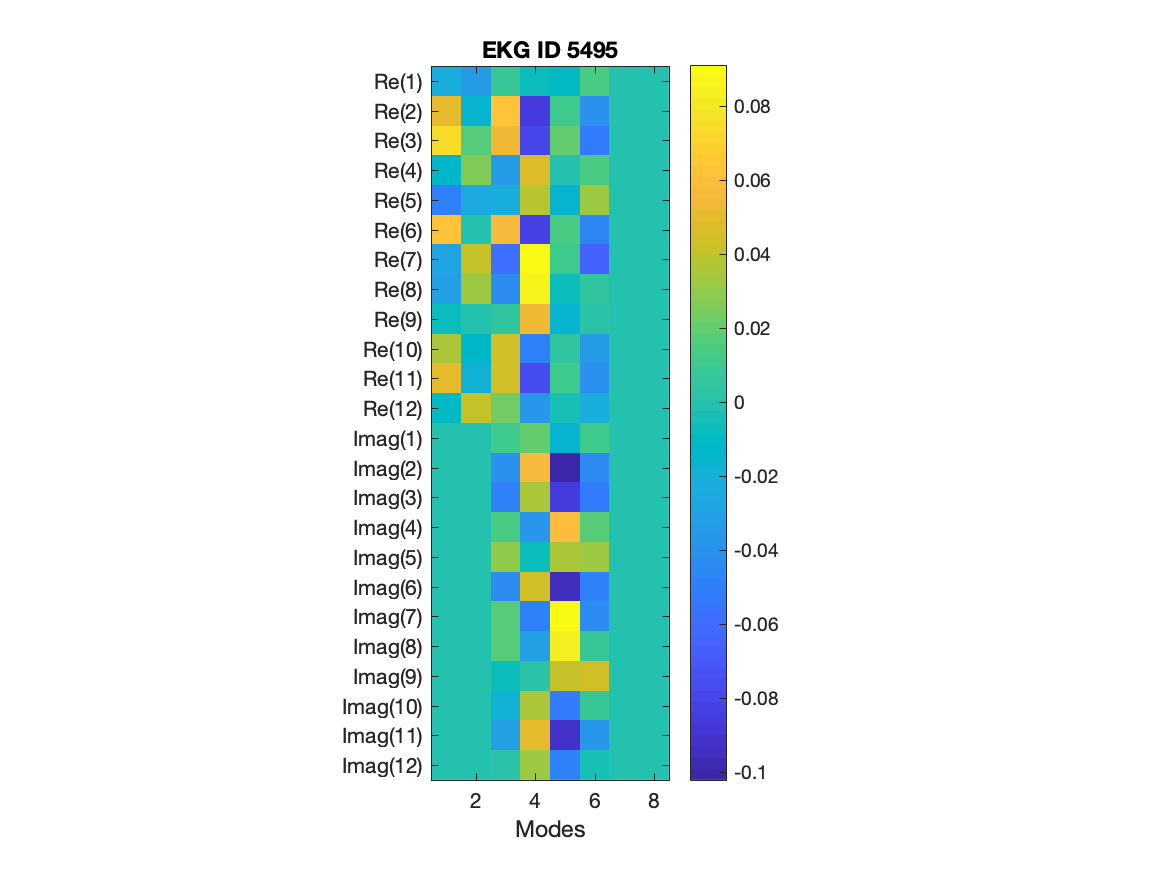 EKG ID 5495
Re(1)
Re(2)
Re(3)
Re(4)
Re(5)
Re(6)
Re(7)
Re(8)
Re(9)
Re(10)
Re(11)
Re(12)
Imag(1)
Imag(2)
Imag(3)
Imag(4)
Imag(5)
Imag(6)
Imag(7)
Imag(8)
Imag(9)
Imag(10)
Imag(11)
Imag(12)
2 4 6 8
Modes
0.08
0.06
0.04
0.02
0
-0.02
-0.04
-0.06
-0.08
-0.1